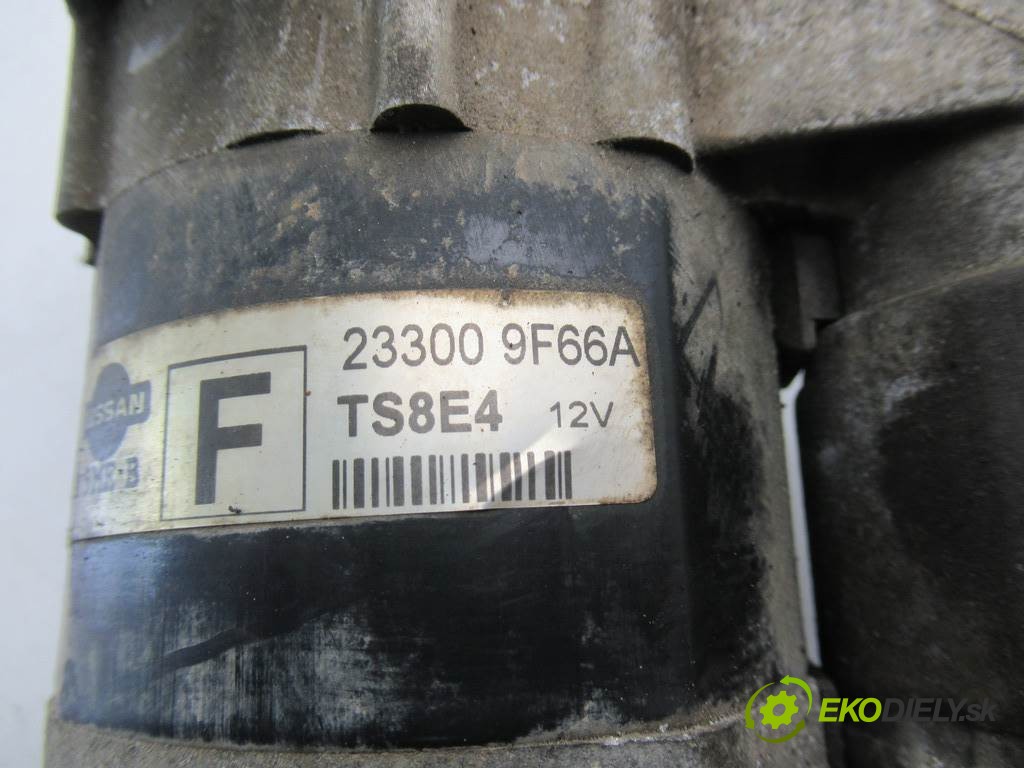 NISSAN
F
23300 9F66A
TS8E4 12V
EKODIELY.sk